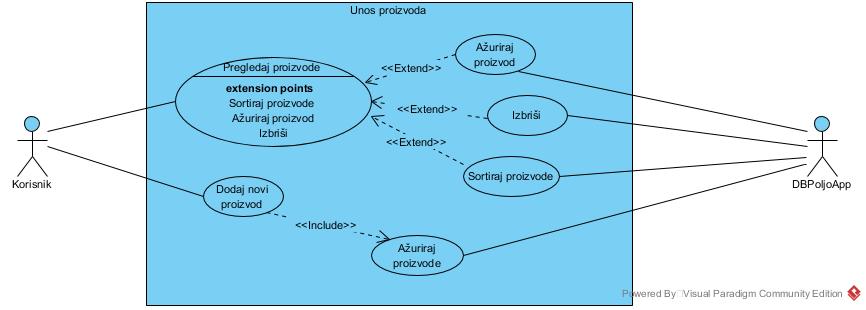 Unos proizvoda
Pregledaj proizvode
extension points
Sortiraj proizvode
Ažuriraj proizvod
Izbriši
<<Extend>>
Ažuriraj
proizvod
<<Extend>>
Izbriši
<<Extend>>
Sortiraj proizvode
Korisnik
DBPoljoApp
Dodaj novi
proizvod
<<Include>>
Ažuriraj
proizvode
Powered By Visual Paradigm Community Edition